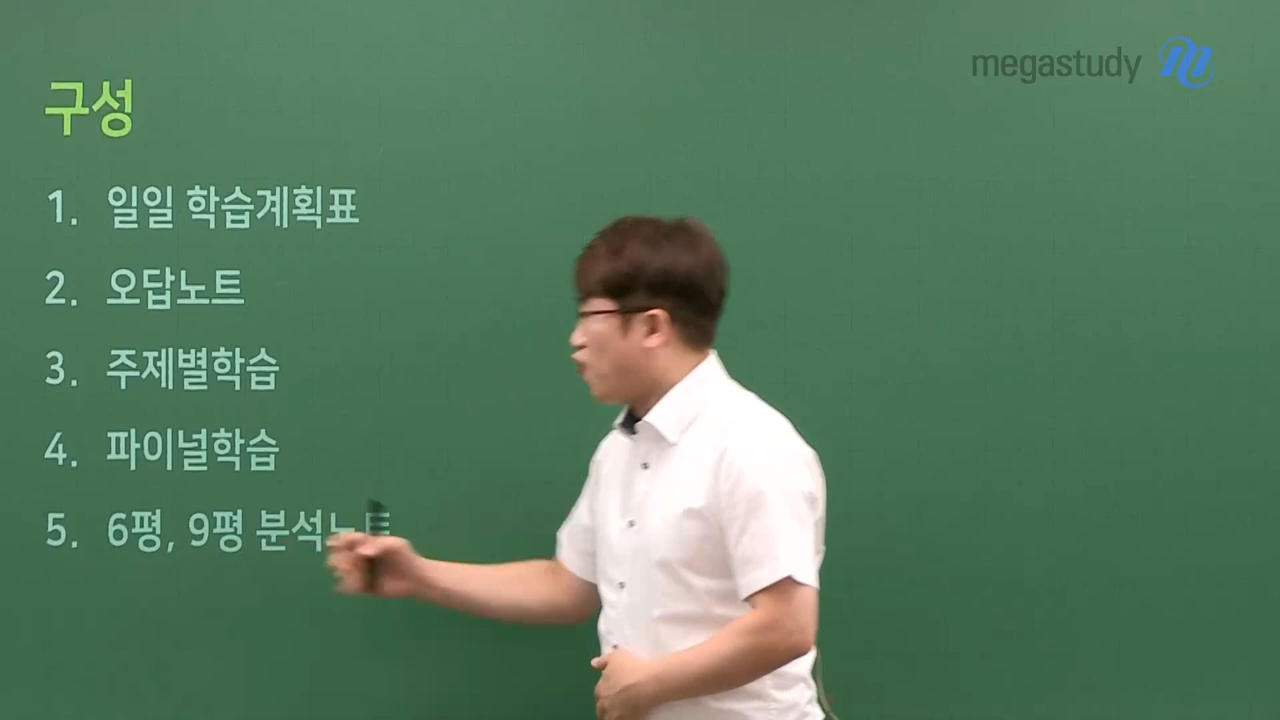 megastudy
구성
1. 일일 학습계획표
2. 오답노트
3. 주제별학습
4. 파이널학습
5. 6평, 9평 분석노트